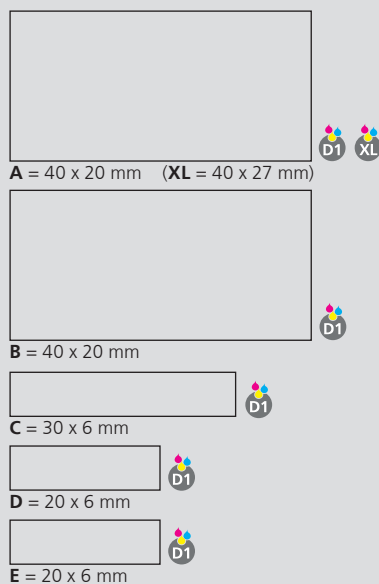 D1 XL
A = 40 x 20 mm (XL = 40 x 27 mm)
D1
B = 40 x 20 mm
D1
C = 30 x 6 mm
D1
D = 20 x 6 mm
D1
E = 20 x 6 mm